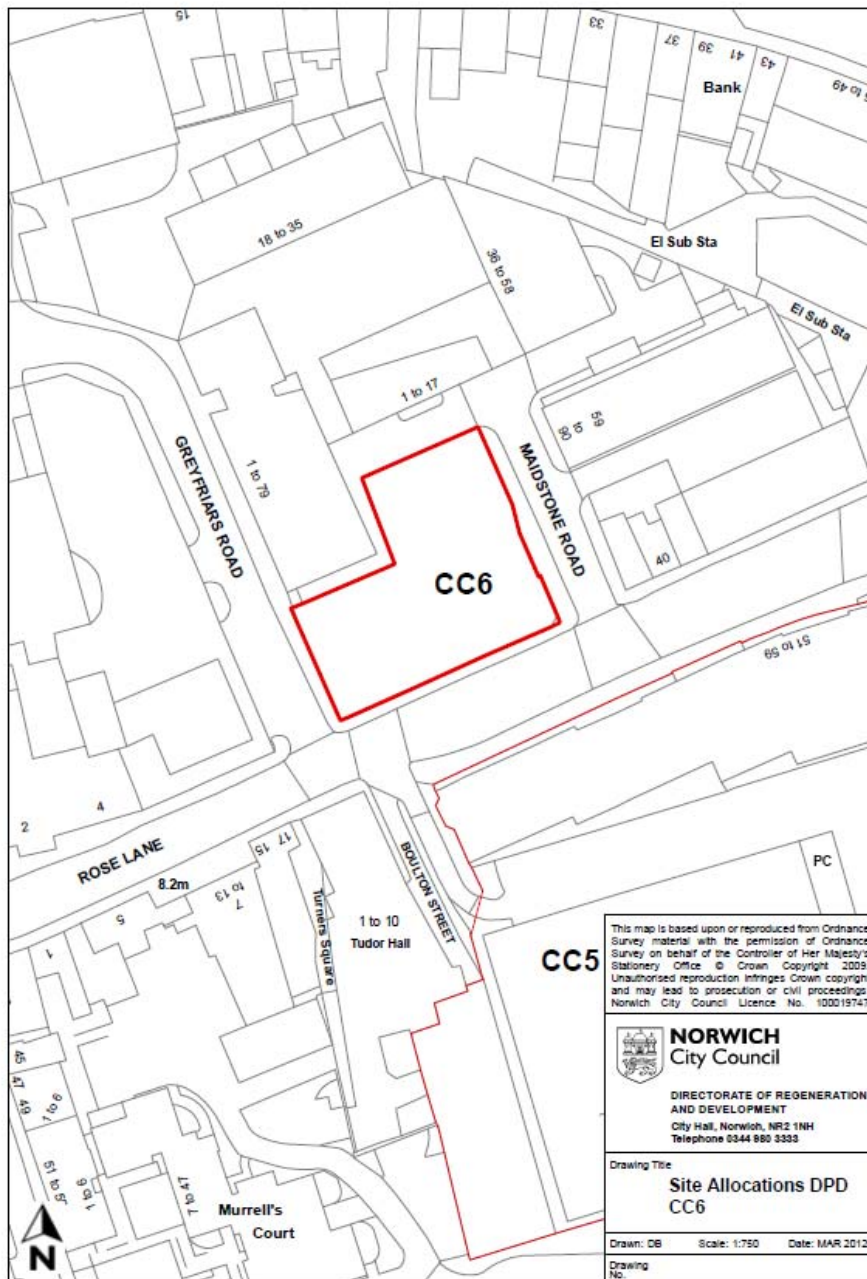 15
33
37
39
41
43
Bank
18 to 35
36 to 58
El Sub Sta
El Sub Sta
1 to 17
59
to
90
GREYFRIARS ROAD
1 to 79
MAIDSTONE ROAD
40
CC6
51 to 59
2
4
ROSE LANE
8.2m
17
15
7
to 13
5
1
BOULTON STREET
Turners Square
1 to 10
Tudor Hall
PC
CC5
45
47
49
1 to 6
1 to 6
7 to 47
Murrell's
Court
N
This map is based upon or reproduced from Ordnance
Survey material with the permission of Ordnance
Survey on behalf of the Controller of Her Majesty's
Stationery Office © Crown Copyright 2009.
Unauthorised reproduction infringes Crown copyright
and may lead to prosecution or civil proceedings.
Norwich City Council Licence No. 100019747
NORWICH
City Council
DIRECTORATE OF REGENERATION
AND DEVELOPMENT
City Hall, Norwich, NR2 1NH
Telephone 0344 980 3333
Drawing Title
Site Allocations DPD
CC6
Drawn: DB Scale: 1:750 Date: MAR 2012
Drawing
No.